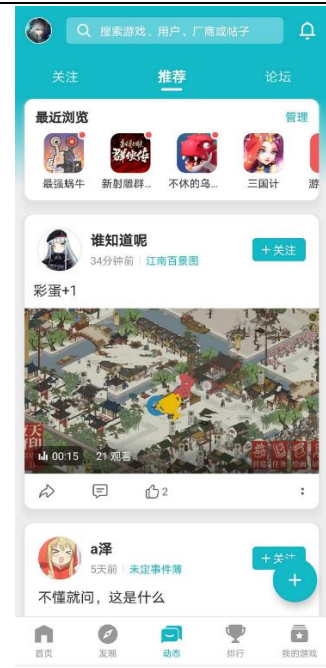 搜索游戏、用户、厂商或帖子
关注 推荐 论坛
最近浏览 管理
最强蜗牛 新射雕群... 不休的乌... 三国计 游
谁知道呢
34分钟前 江南百景图
+关注
彩蛋+1
00:15 21 观看
2
a泽
5天前 未定事件簿
+关注
不懂就问，这是什么
首页 发现 动态 排行 我的游戏